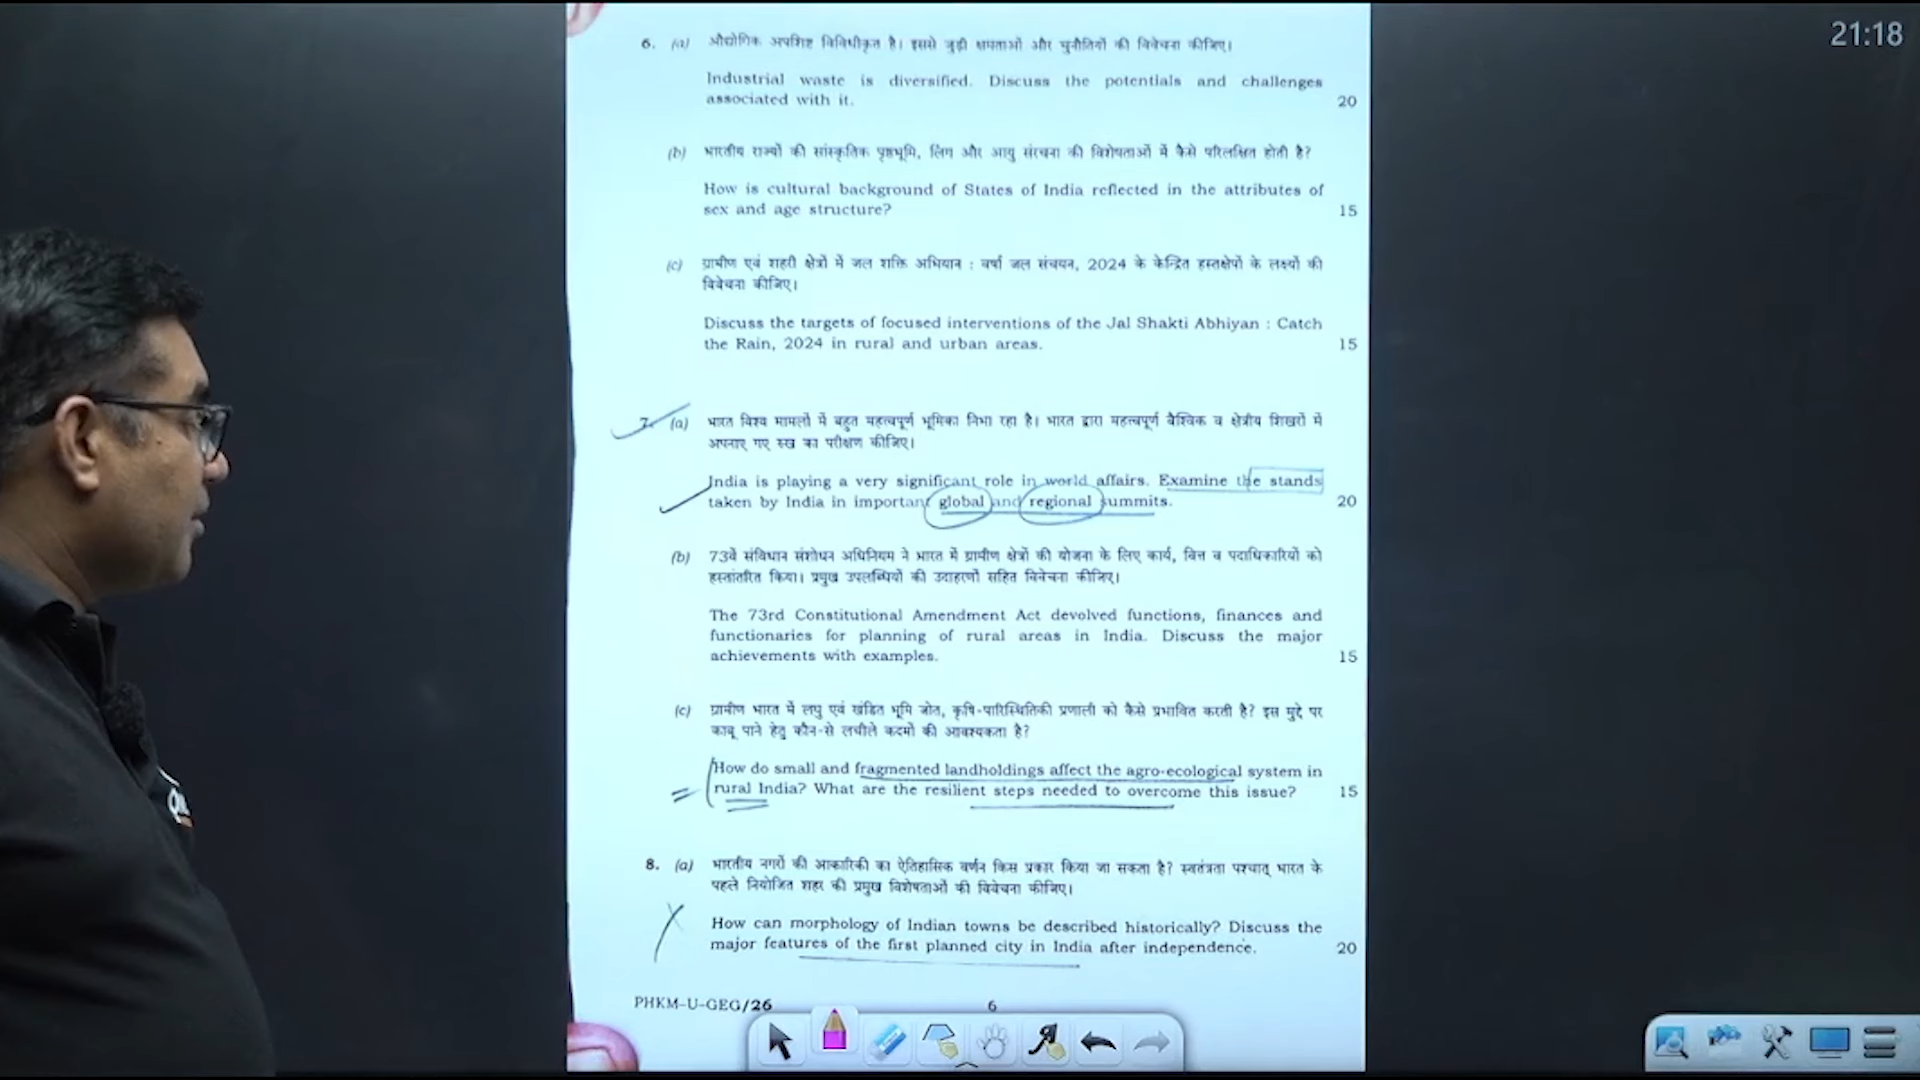 21:18
6. (a) औद्योगिक अपशिष्ट विविधीकृत है। इससे जुड़ी क्षमताओं और चुनौतियों की विवेचना कीजिए।
Industrial waste is diversified. Discuss the potentials and challenges
associated with it. 20
(b) भारतीय राज्यों की सांस्कृतिक पृष्ठभूमि, लिंग और आयु संरचना की विशेषताओं में कैसे परिलक्षित होती है?
How is cultural background of States of India reflected in the attributes of
sex and age structure? 15
(c) ग्रामीण एवं शहरी क्षेत्रों में जल शक्ति अभियान : वर्षा जल संचयन, 2024 के केन्द्रित हस्तक्षेपों के लक्ष्यों की
विवेचना कीजिए।
Discuss the targets of focused interventions of the Jal Shakti Abhiyan : Catch
the Rain, 2024 in rural and urban areas. 15
7. (a) भारत विश्व मामलों में बहुत महत्त्वपूर्ण भूमिका निभा रहा है। भारत द्वारा महत्त्वपूर्ण वैश्विक व क्षेत्रीय शिखरों में
अपनाए गए रुख का परीक्षण कीजिए।
India is playing a very significant role in world affairs. Examine the stands
taken by India in important global and regional summits. 20
(b) 73वें संविधान संशोधन अधिनियम ने भारत में ग्रामीण क्षेत्रों की योजना के लिए कार्य, वित्त व पदाधिकारियों को
हस्तांतरित किया। प्रमुख उपलब्धियों की उदाहरणों सहित विवेचना कीजिए।
The 73rd Constitutional Amendment Act devolved functions, finances and
functionaries for planning of rural areas in India. Discuss the major
achievements with examples. 15
(c) ग्रामीण भारत में लघु एवं खंडित भूमि जोत, कृषि-पारिस्थितिकी प्रणाली को कैसे प्रभावित करती है? इस मुद्दे पर
काबू पाने हेतु कौन-से लचीले कदमों की आवश्यकता है?
How do small and fragmented landholdings affect the agro-ecological system in
rural India? What are the resilient steps needed to overcome this issue? 15
8. (a) भारतीय नगरों की आकारिकी का ऐतिहासिक वर्णन किस प्रकार किया जा सकता है? स्वतंत्रता पश्चात् भारत के
पहले नियोजित शहर की प्रमुख विशेषताओं की विवेचना कीजिए।
How can morphology of Indian towns be described historically? Discuss the
major features of the first planned city in India after independence. 20
PHKM-U-GEG/26 6